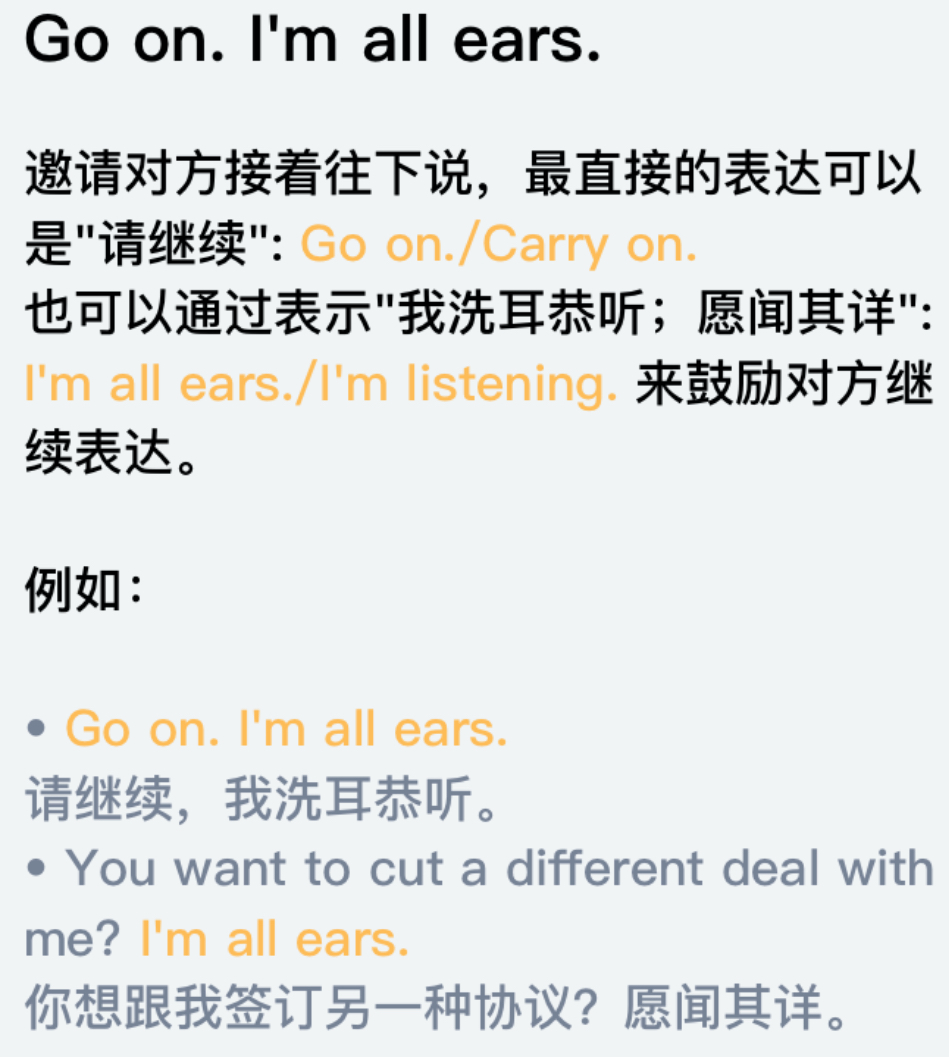 Go on. I'm all ears.
邀请对方接着往下说，最直接的表达可以
是"请继续": Go on./Carry on.
也可以通过表示"我洗耳恭听；愿闻其详":
I'm all ears./I'm listening. 来鼓励对方继
续表达。
例如：
• Go on. I'm all ears.
请继续，我洗耳恭听。
• You want to cut a different deal with
me? I'm all ears.
你想跟我签订另一种协议？愿闻其详。